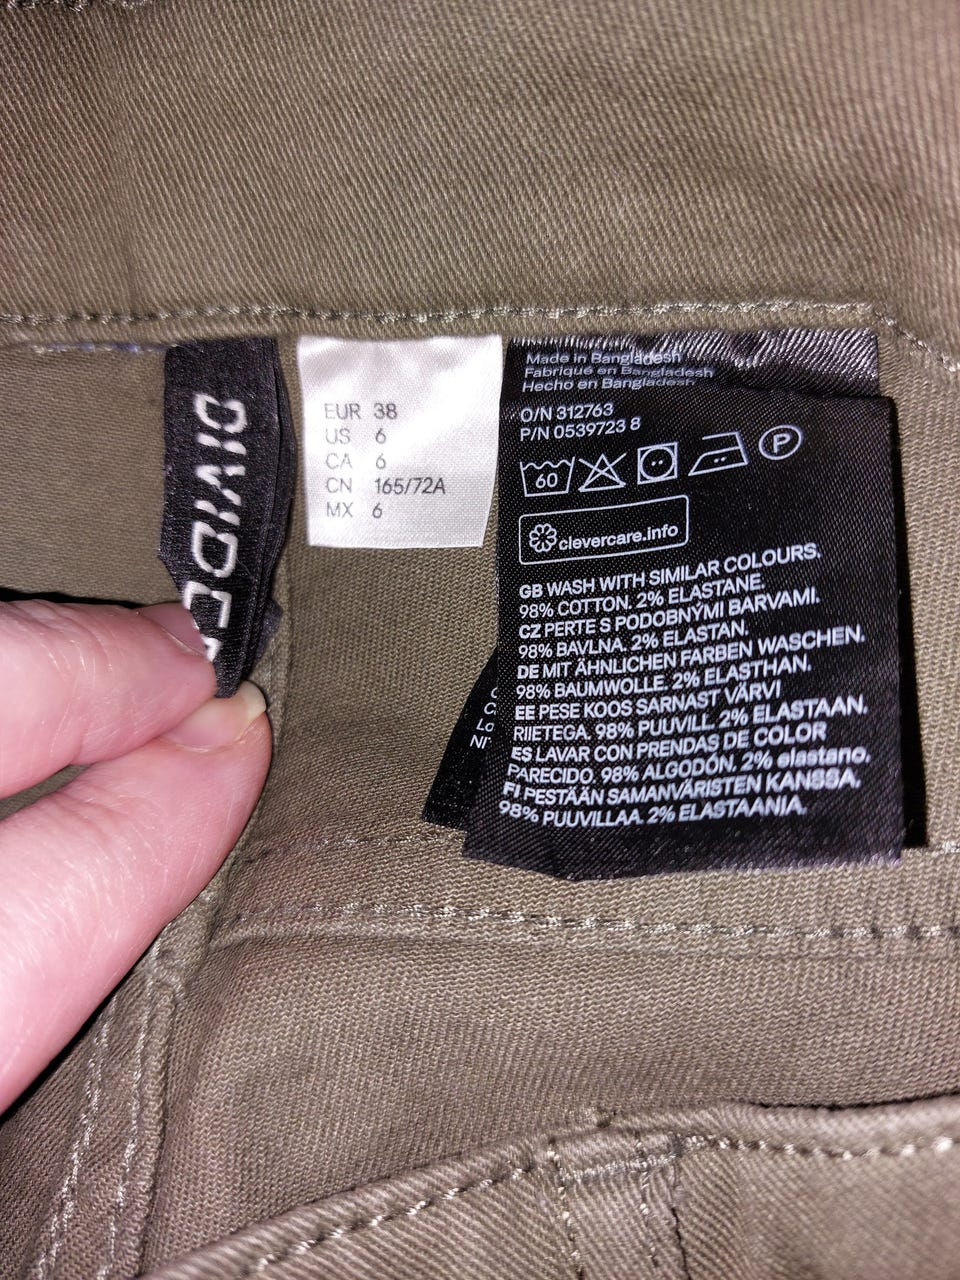 DIVIDE
EUR 38
US 6
CA 6
CN 165/72A
MX 6
Made in Bangladesh
Fabriqué en Bangladesh
Hecho en Bangladesh
O/N 312763
P/N 0539723 8
60 P
clevercare.info
GB WASH WITH SIMILAR COLOURS.
98% COTTON. 2% ELASTANE.
CZ PERTE S PODOBNÝMI BARVAMI.
98% BAVLNA. 2% ELASTAN.
DE MIT ÄHNLICHEN FARBEN WASCHEN.
98% BAUMWOLLE. 2% ELASTHAN.
EE PESE KOOS SARNAST VÄRVI
RIIETEGA. 98% PUUVILL. 2% ELASTAAN.
ES LAVAR CON PRENDAS DE COLOR
PARECIDO. 98% ALGODÓN. 2% elastano.
FI PESTÄÄN SAMANVÄRISTEN KANSSA.
98% PUUVILLAA. 2% ELASTAANIA.